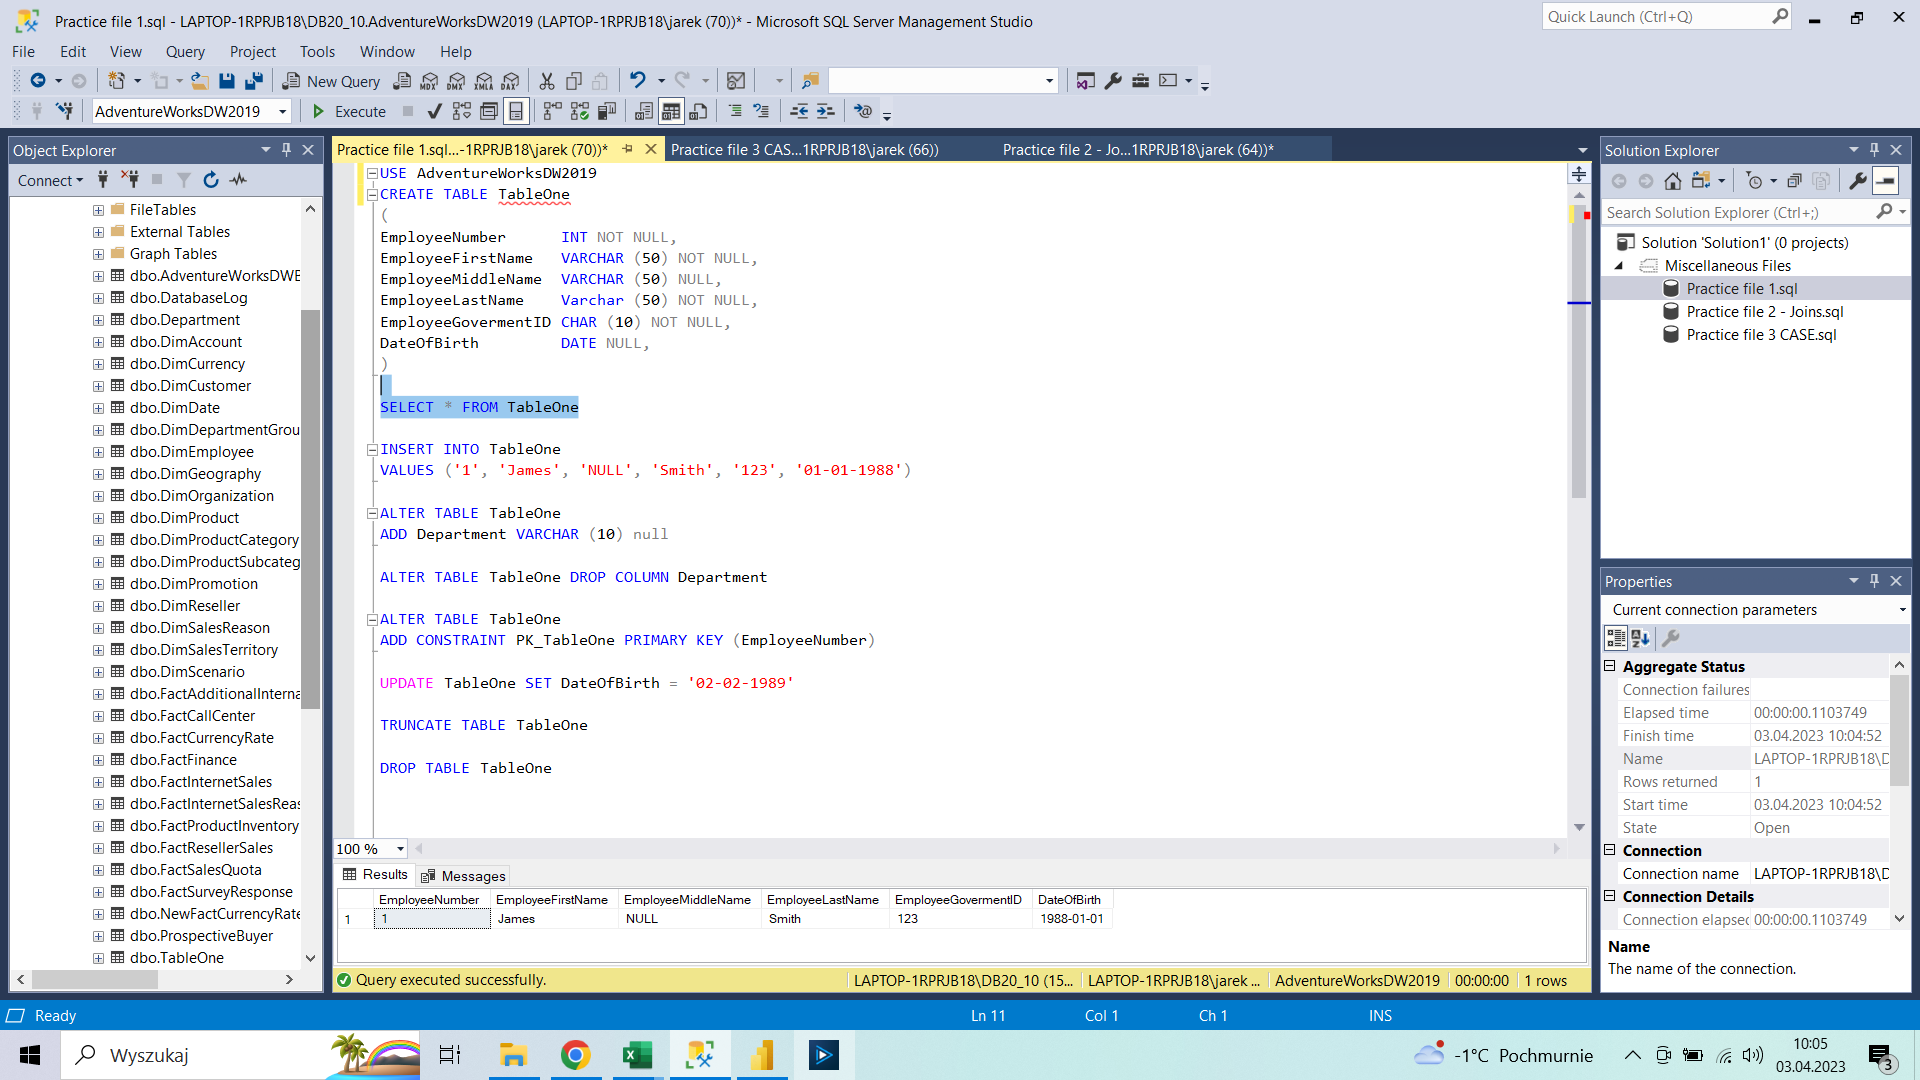 Practice file 1.sql - LAPTOP-1RPRJB18\DB20_10.AdventureWorksDW2019 (LAPTOP-1RPRJB18\jarek (70))* - Microsoft SQL Server Management Studio
Quick Launch (Ctrl+Q)
File Edit View Query Project Tools Window Help
New Query
MDX DMX XMLA DAX
AdventureWorksDW2019
Execute
Object Explorer
Connect
FileTables
External Tables
Graph Tables
dbo.AdventureWorksDWB
dbo.DatabaseLog
dbo.Department
dbo.DimAccount
dbo.DimCurrency
dbo.DimCustomer
dbo.DimDate
dbo.DimDepartmentGrou
dbo.DimEmployee
dbo.DimGeography
dbo.DimOrganization
dbo.DimProduct
dbo.DimProductCategory
dbo.DimProductSubcateg
dbo.DimPromotion
dbo.DimReseller
dbo.DimSalesReason
dbo.DimSalesTerritory
dbo.DimScenario
dbo.FactAdditionalInterna
dbo.FactCallCenter
dbo.FactCurrencyRate
dbo.FactFinance
dbo.FactInternetSales
dbo.FactInternetSalesReas
dbo.FactProductInventory
dbo.FactResellerSales
dbo.FactSalesQuota
dbo.FactSurveyResponse
dbo.NewFactCurrencyRate
dbo.ProspectiveBuyer
dbo.TableOne
Practice file 1.sql...-1RPRJB18\jarek (70))*
Practice file 3 CAS...1RPRJB18\jarek (66))
Practice file 2 - Jo...1RPRJB18\jarek (64))*
USE AdventureWorksDW2019
CREATE TABLE TableOne
(
EmployeeNumber INT NOT NULL,
EmployeeFirstName VARCHAR (50) NOT NULL,
EmployeeMiddleName VARCHAR (50) NULL,
EmployeeLastName Varchar (50) NOT NULL,
EmployeeGovermentID CHAR (10) NOT NULL,
DateOfBirth DATE NULL,
)
SELECT * FROM TableOne
INSERT INTO TableOne
VALUES ('1', 'James', 'NULL', 'Smith', '123', '01-01-1988')
ALTER TABLE TableOne
ADD Department VARCHAR (10) null
ALTER TABLE TableOne DROP COLUMN Department
ALTER TABLE TableOne
ADD CONSTRAINT PK_TableOne PRIMARY KEY (EmployeeNumber)
UPDATE TableOne SET DateOfBirth = '02-02-1989'
TRUNCATE TABLE TableOne
DROP TABLE TableOne
100 %
Results Messages
EmployeeNumber EmployeeFirstName EmployeeMiddleName EmployeeLastName EmployeeGovermentID DateOfBirth
1 1 James NULL Smith 123 1988-01-01
Query executed successfully.
LAPTOP-1RPRJB18\DB20_10 (15... LAPTOP-1RPRJB18\jarek ... AdventureWorksDW2019 00:00:00 1 rows
Solution Explorer
Search Solution Explorer (Ctrl+;)
Solution 'Solution1' (0 projects)
Miscellaneous Files
Practice file 1.sql
Practice file 2 - Joins.sql
Practice file 3 CASE.sql
Properties
Current connection parameters
Aggregate Status
Connection failures
Elapsed time 00:00:00.1103749
Finish time 03.04.2023 10:04:52
Name LAPTOP-1RPRJB18\D
Rows returned 1
Start time 03.04.2023 10:04:52
State Open
Connection
Connection name LAPTOP-1RPRJB18\D
Connection Details
Connection elapsec 00:00:00.1103749
Name
The name of the connection.
Ready
Ln 11 Col 1 Ch 1 INS
Wyszukaj
-1°C Pochmurnie
10:05
03.04.2023
3